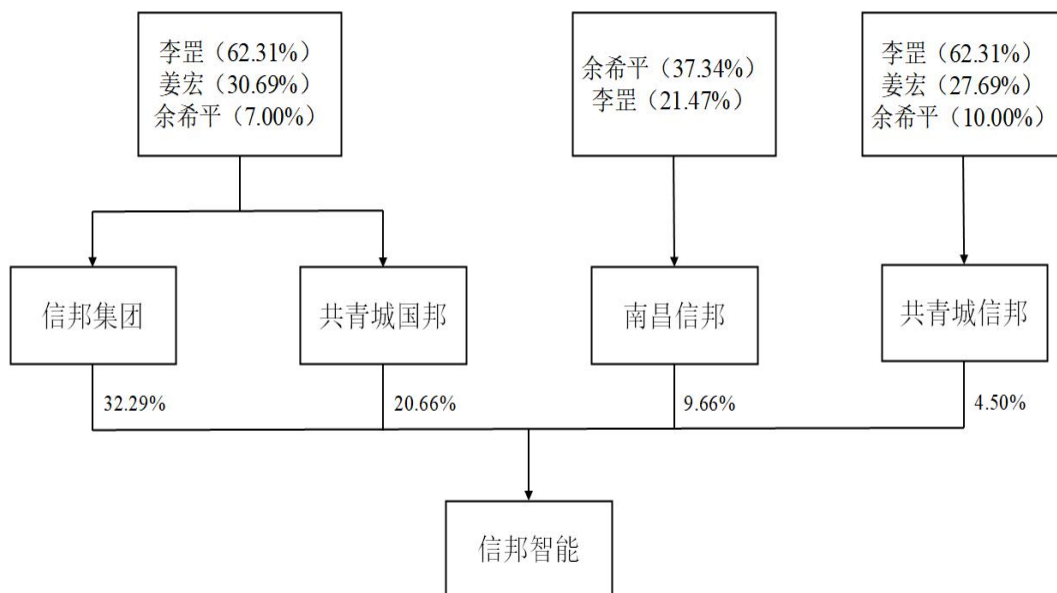 李罡（62.31%）
姜宏（30.69%）
余希平（7.00%）
余希平（37.34%）
李罡（21.47%）
李罡（62.31%）
姜宏（27.69%）
余希平（10.00%）
信邦集团
共青城国邦
南昌信邦
共青城信邦
32.29%
20.66%
9.66%
4.50%
信邦智能